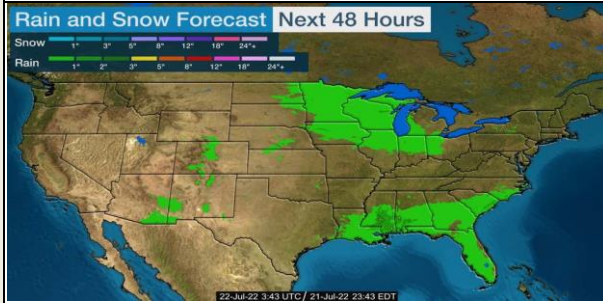 Rain and Snow Forecast Next 48 Hours
Snow
1" 3" 5" 8" 12" 18" 24"+
Rain
1" 2" 3" 5" 8" 12" 18" 24"+
22-Jul-22 3:43 UTC / 21-Jul-22 23:43 EDT